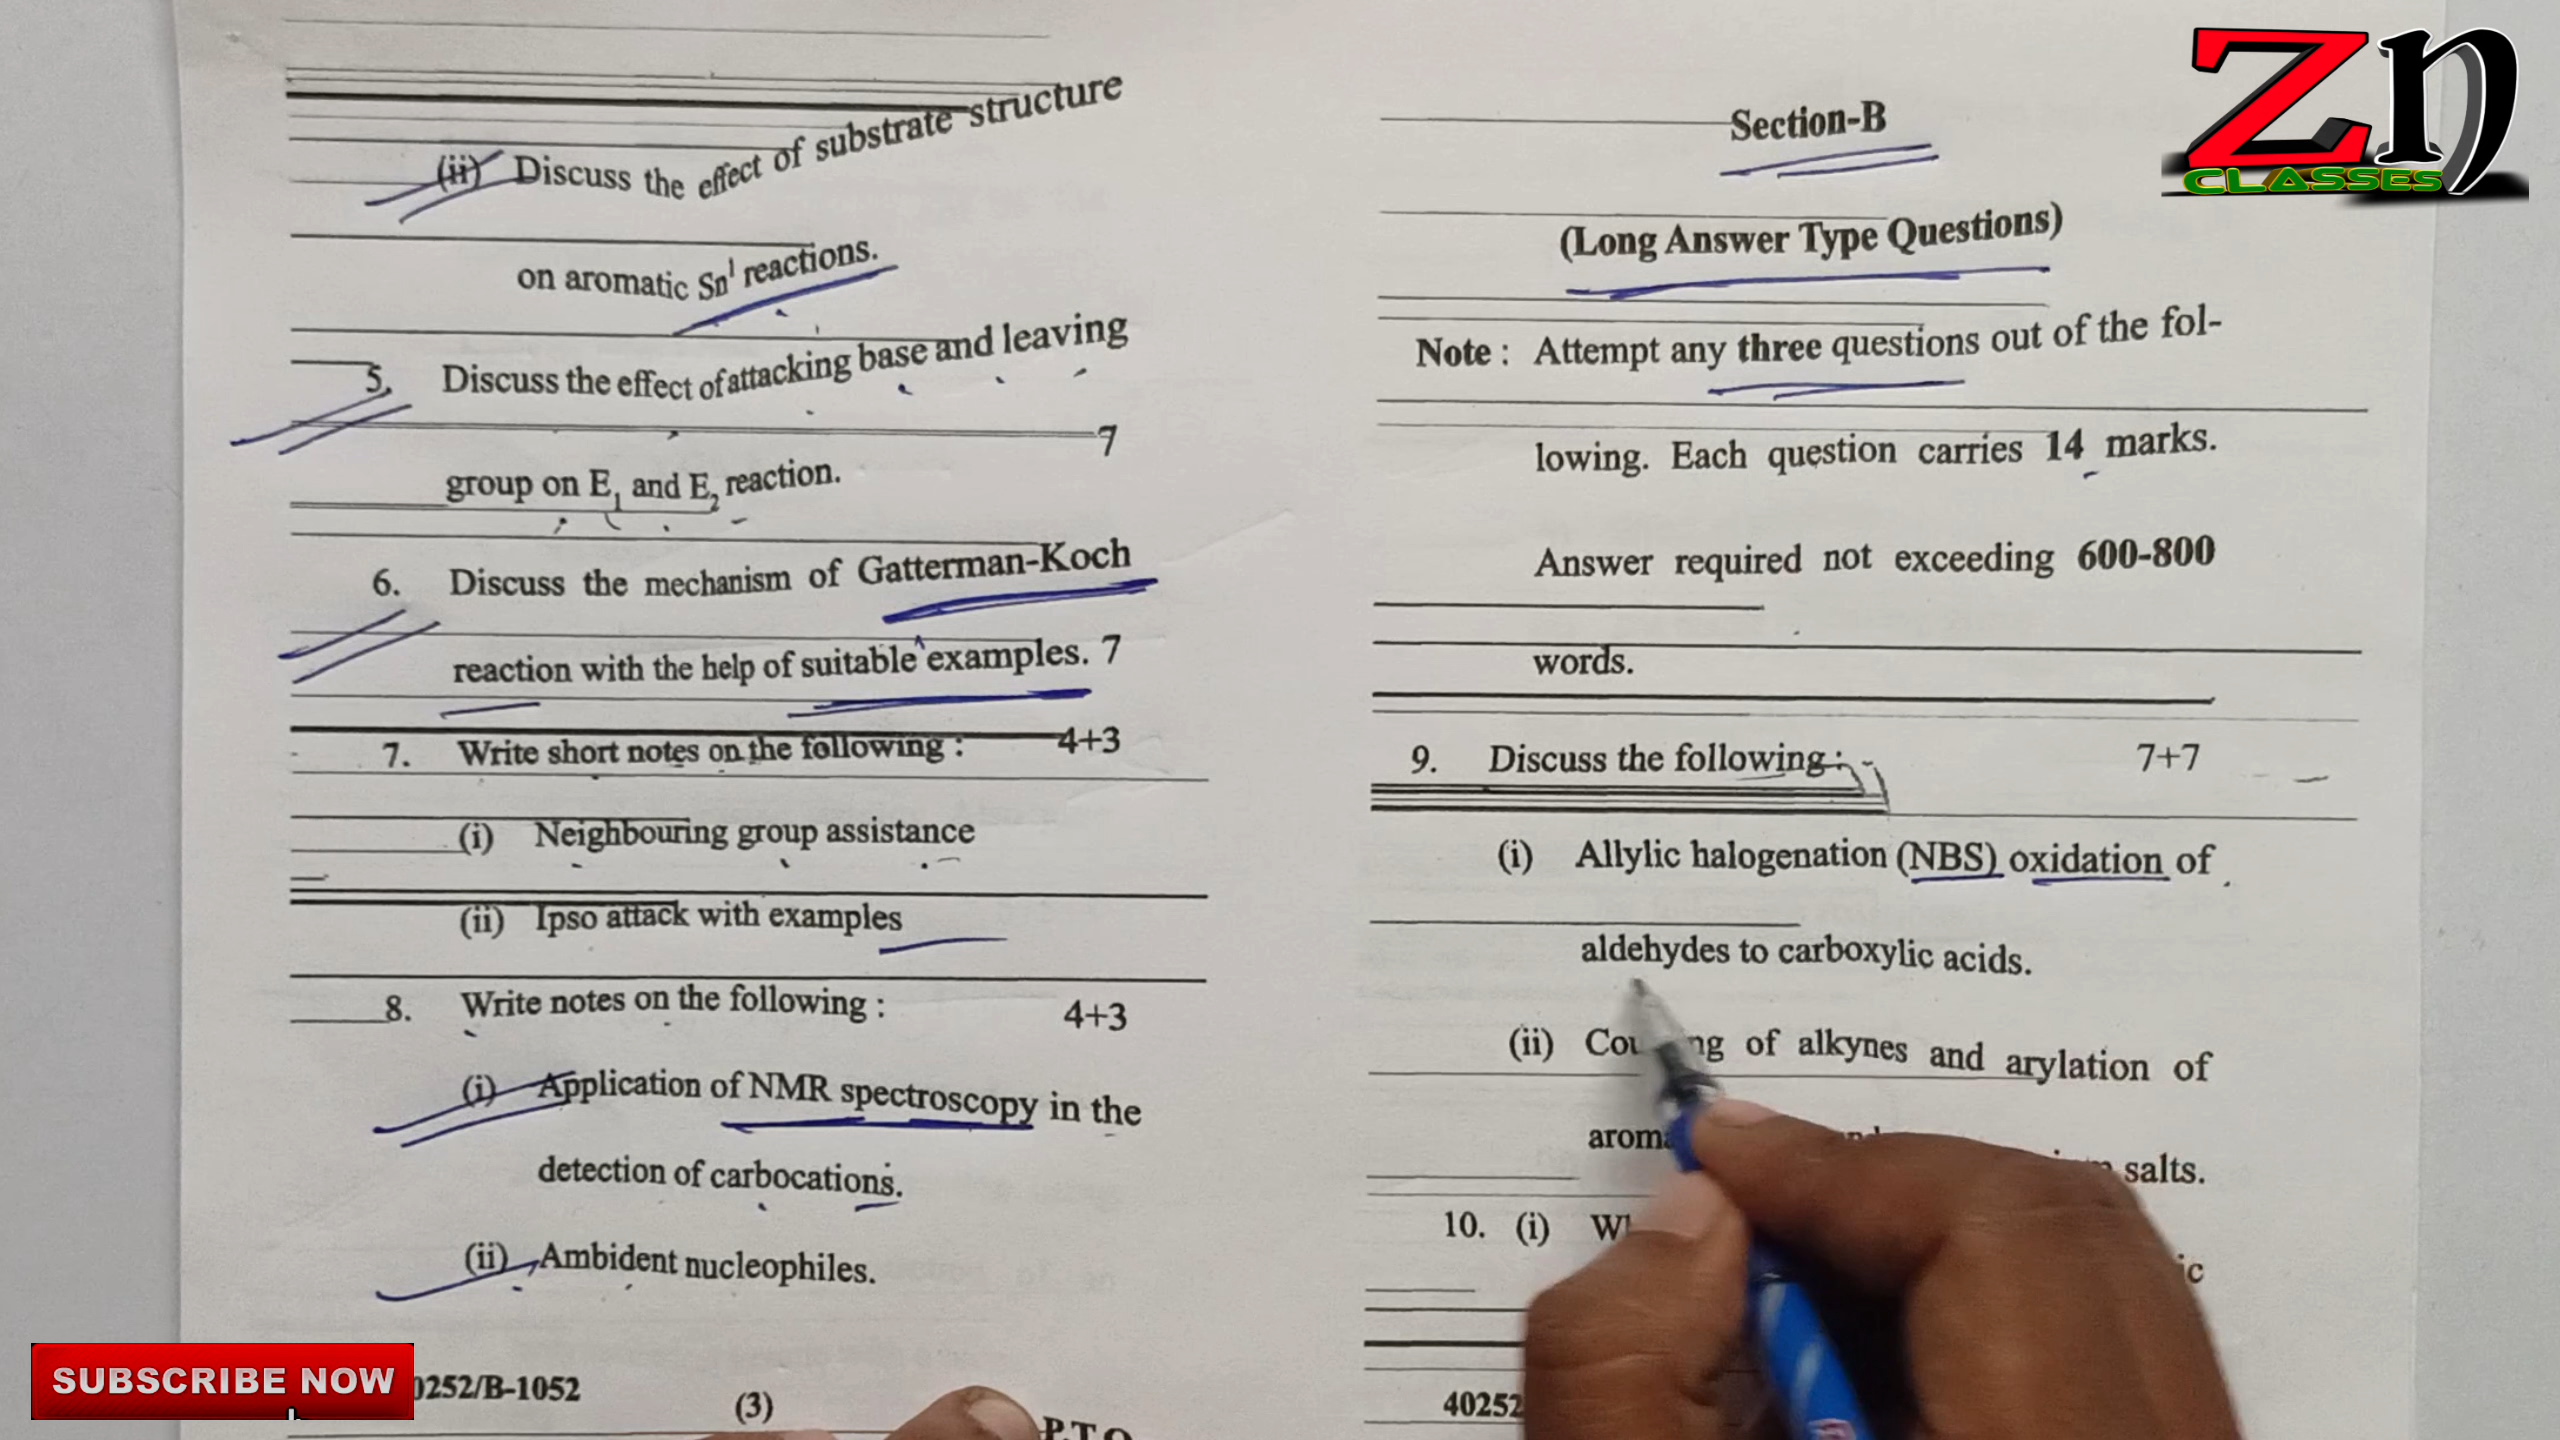 (ii) Discuss the effect of substrate structure
on aromatic Sn¹ reactions.
5. Discuss the effect of attacking base and leaving
group on E₁ and E₂ reaction. 7
6. Discuss the mechanism of Gatterman-Koch
reaction with the help of suitable examples. 7
7. Write short notes on the following : 4+3
(i) Neighbouring group assistance
(ii) Ipso attack with examples
8. Write notes on the following : 4+3
(i) Application of NMR spectroscopy in the
detection of carbocations.
(ii) Ambident nucleophiles.
0252/B-1052 (3) P.T.O
Section-B
(Long Answer Type Questions)
Note : Attempt any three questions out of the fol-
lowing. Each question carries 14 marks.
Answer required not exceeding 600-800
words.
9. Discuss the following : 7+7
(i) Allylic halogenation (NBS) oxidation of
aldehydes to carboxylic acids.
(ii) of alkynes and arylation of
salts.
10. (i)
40252
Zn
CLASSES
SUBSCRIBE NOW